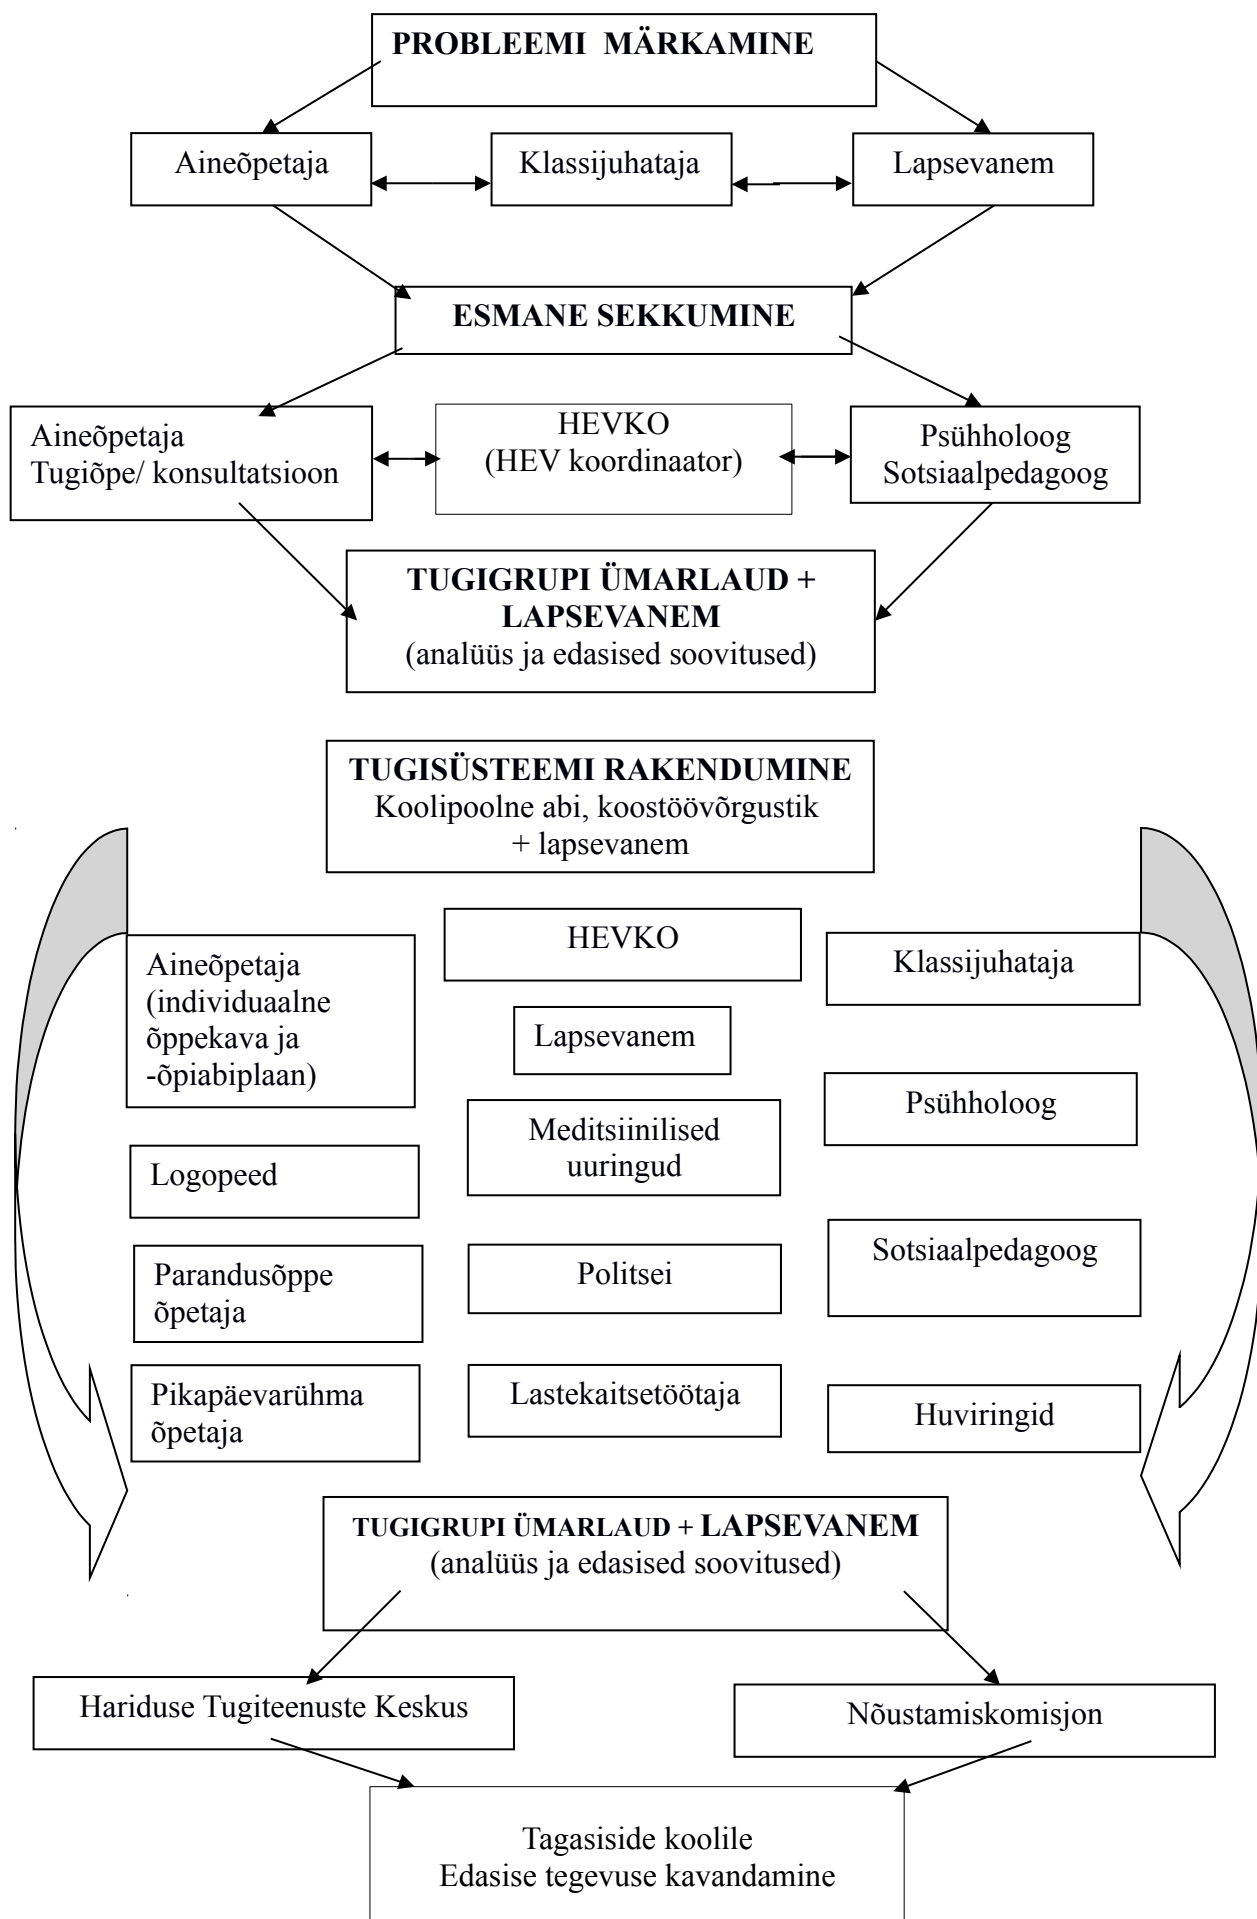 PROBLEEMI MÄRKAMINE
Aineõpetaja
Klassijuhataja
Lapsevanem
ESMANE SEKKUMINE
Aineõpetaja
Tugiõpe/ konsultatsioon
HEVKO
(HEV koordinaator)
Psühholoog
Sotsiaalpedagoog
TUGIGRUPI ÜMARLAUD +
LAPSEVANEM
(analüüs ja edasised soovitused)
TUGISÜSTEEMI RAKENDUMINE
Koolipoolne abi, koostöövõrgustik
+ lapsevanem
Aineõpetaja
(individuaalne
õppekava ja
-õpiabiplaan)
Logopeed
Parandusõppe
õpetaja
Pikapäevarühma
õpetaja
HEVKO
Lapsevanem
Meditsiinilised
uuringud
Politsei
Lastekaitsetöötaja
Klassijuhataja
Psühholoog
Sotsiaalpedagoog
Huviringid
TUGIGRUPI ÜMARLAUD + LAPSEVANEM
(analüüs ja edasised soovitused)
Hariduse Tugiteenuste Keskus
Nõustamiskomisjon
Tagasiside koolile
Edasise tegevuse kavandamine